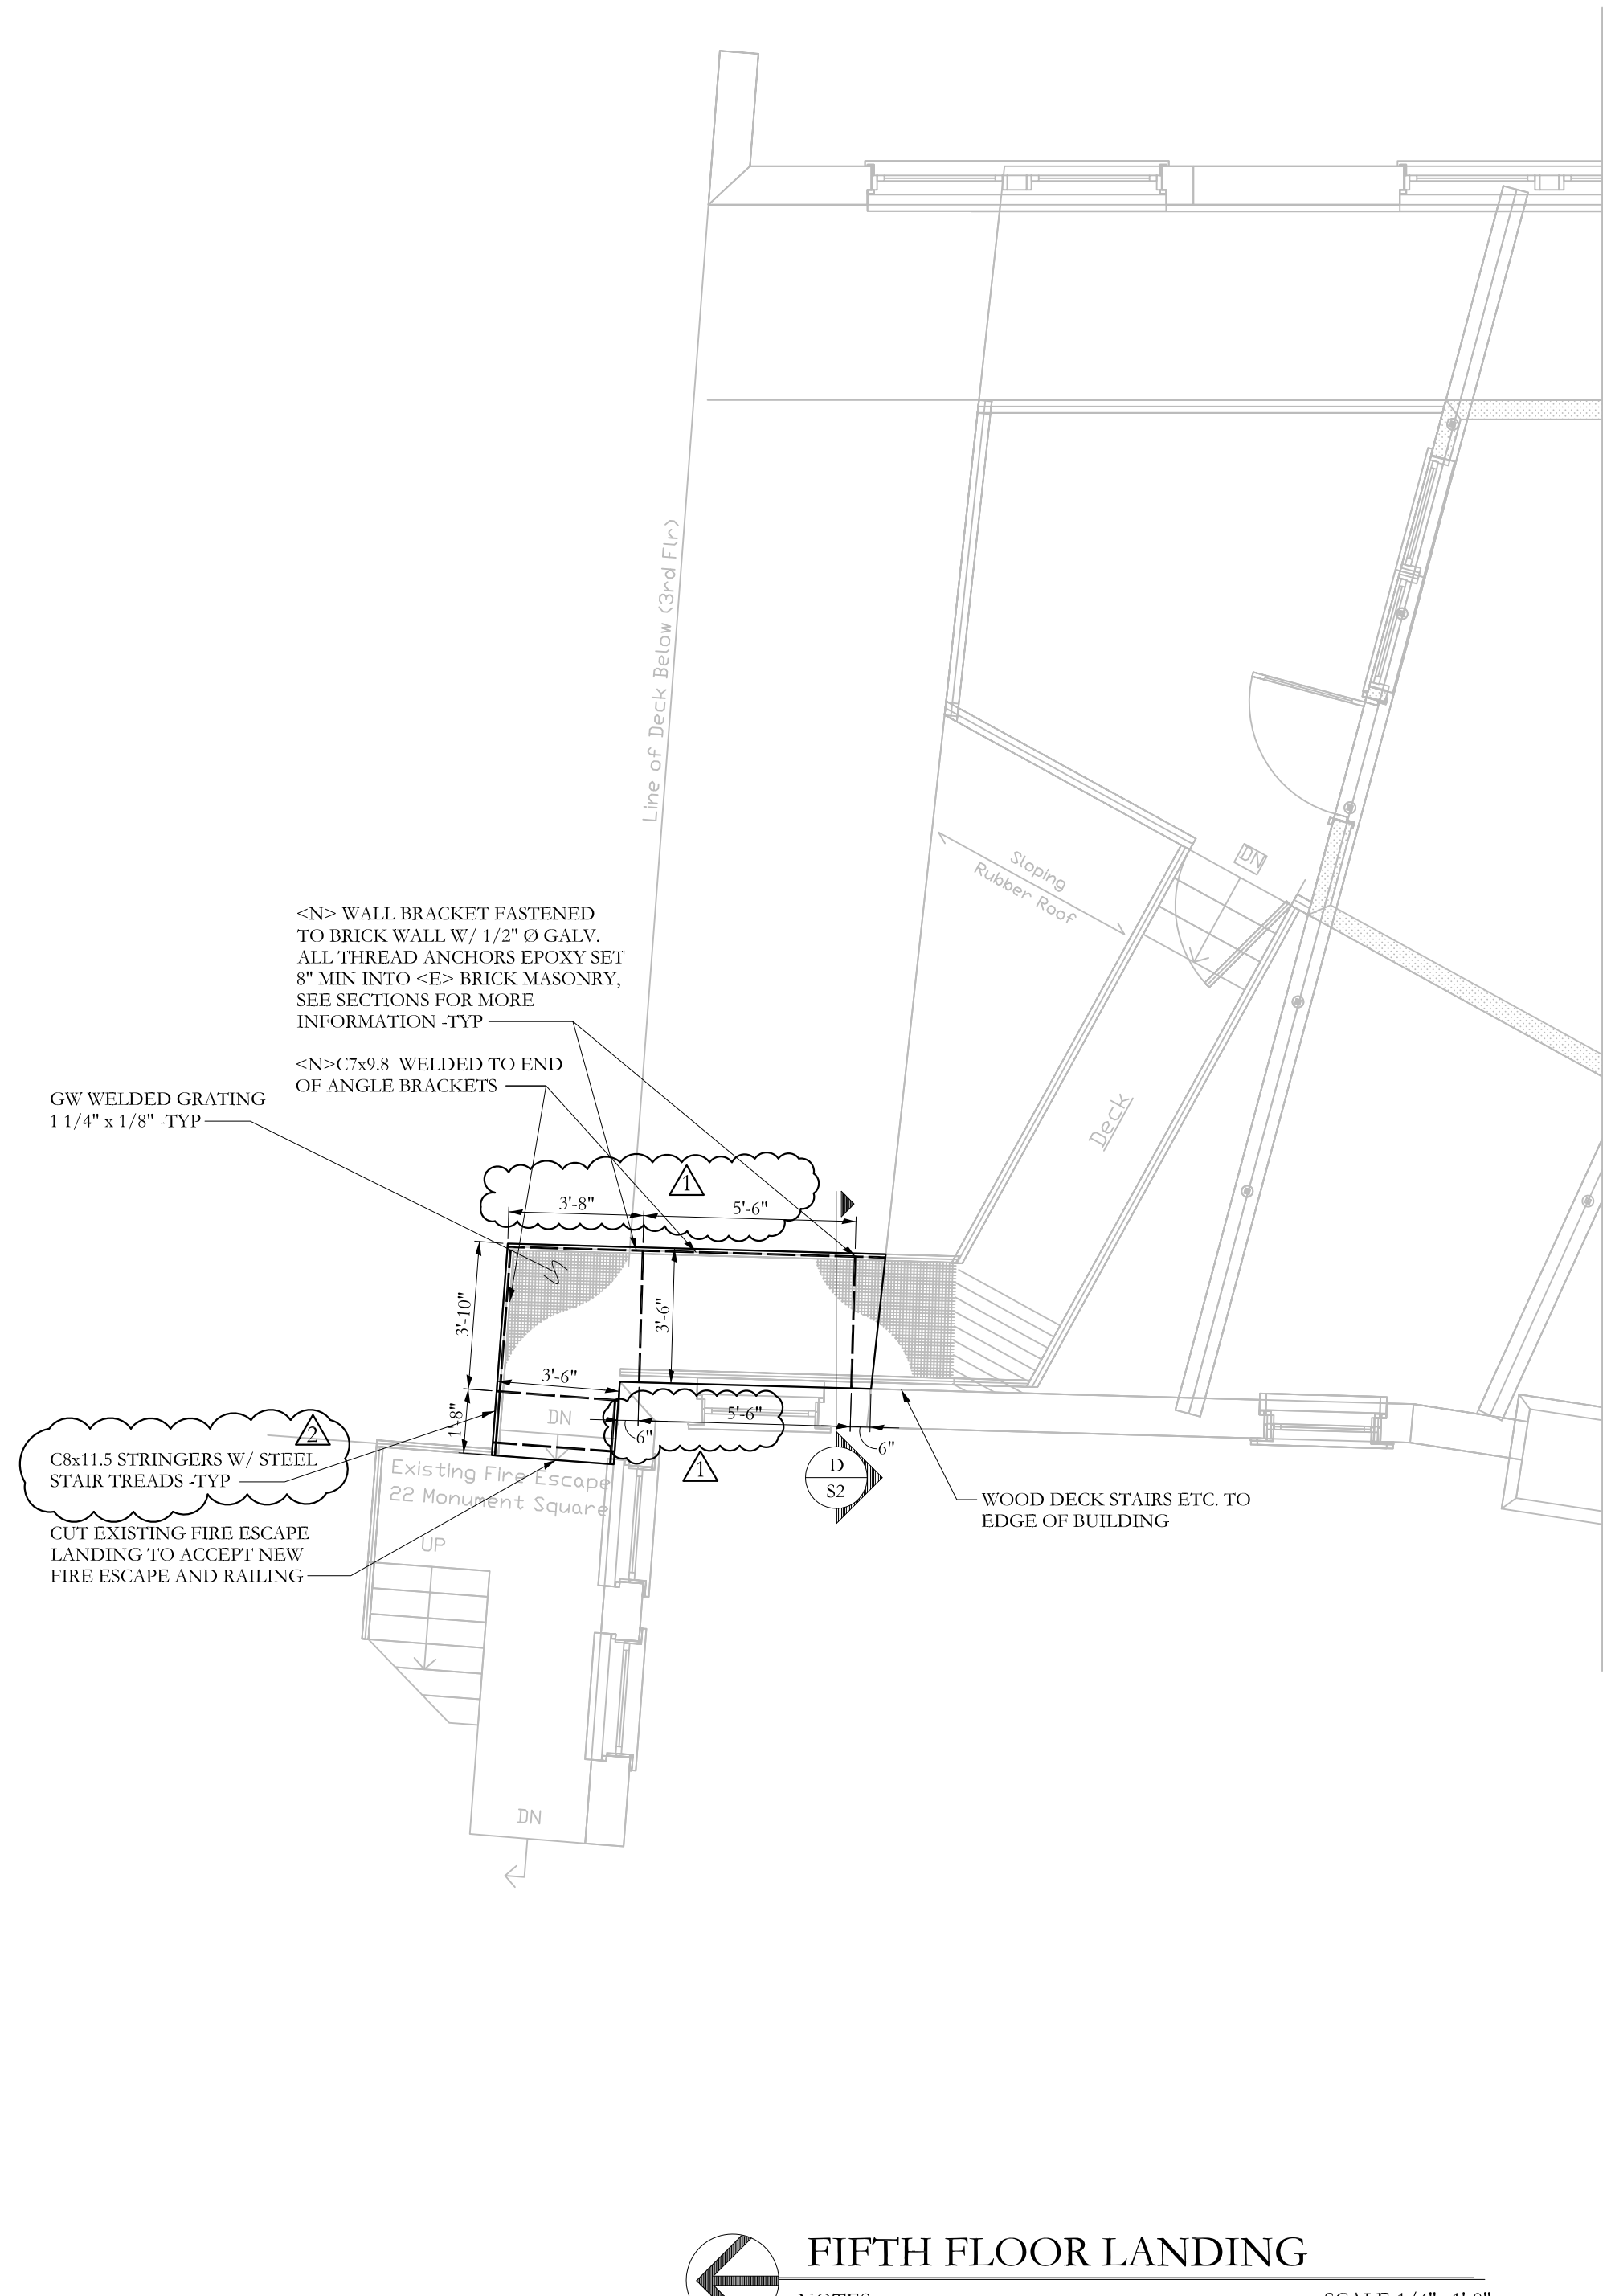 Line of Deck Below (3rd Flr)
Sloping
Rubber Roof
DN
Deck
<N> WALL BRACKET FASTENED
TO BRICK WALL W/ 1/2" Ø GALV.
ALL THREAD ANCHORS EPOXY SET
8" MIN INTO <E> BRICK MASONRY,
SEE SECTIONS FOR MORE
INFORMATION -TYP
<N>C7x9.8 WELDED TO END
OF ANGLE BRACKETS
GW WELDED GRATING
1 1/4" x 1/8" -TYP
1
3'-8"
5'-6"
3'-10"
3'-6"
3'-6"
1'-8"
DN
5'-6"
6"
6"
1
D
S2
2
C8x11.5 STRINGERS W/ STEEL
STAIR TREADS -TYP
Existing Fire Escape
22 Monument Square
WOOD DECK STAIRS ETC. TO
EDGE OF BUILDING
CUT EXISTING FIRE ESCAPE
LANDING TO ACCEPT NEW
FIRE ESCAPE AND RAILING
UP
DN
FIFTH FLOOR LANDING